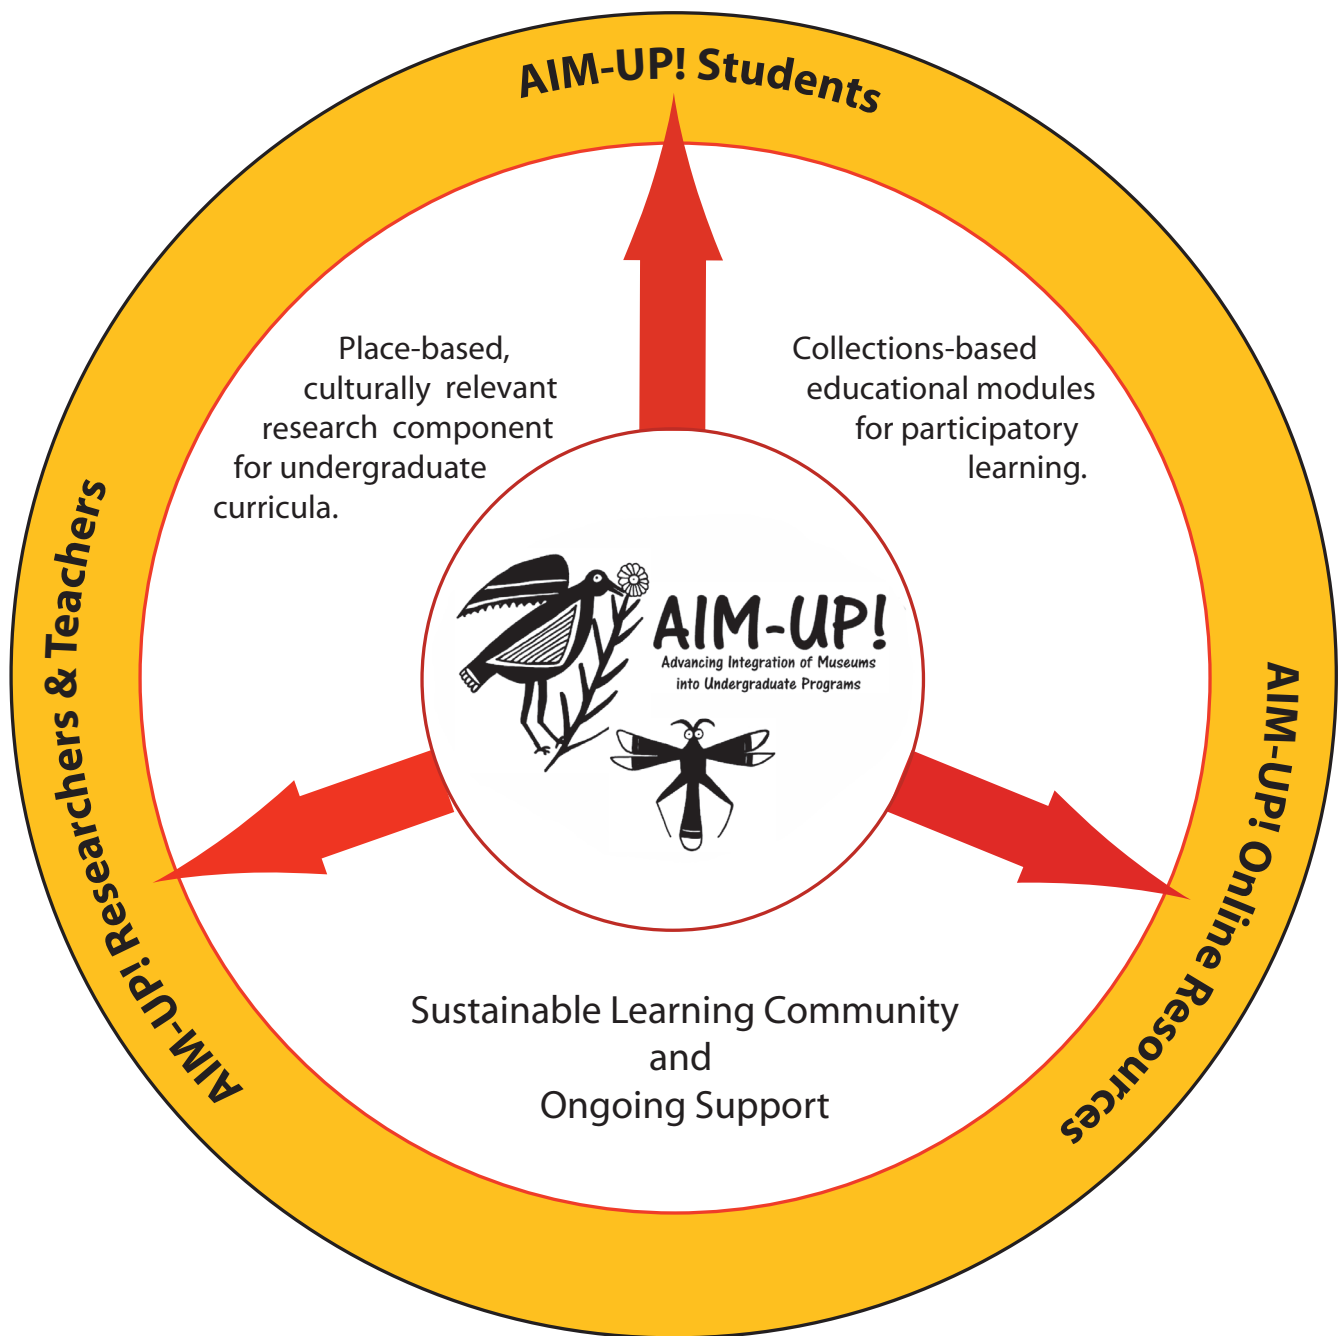 AIM-UP! Students
Place-based,
culturally relevant
research component
for undergraduate
curricula.
Collections-based
educational modules
for participatory
learning.
AIM-UP! Researchers & Teachers
AIM-UP!
Advancing Integration of Museums
into Undergraduate Programs
AIM-UP! Online Resources
Sustainable Learning Community
and
Ongoing Support